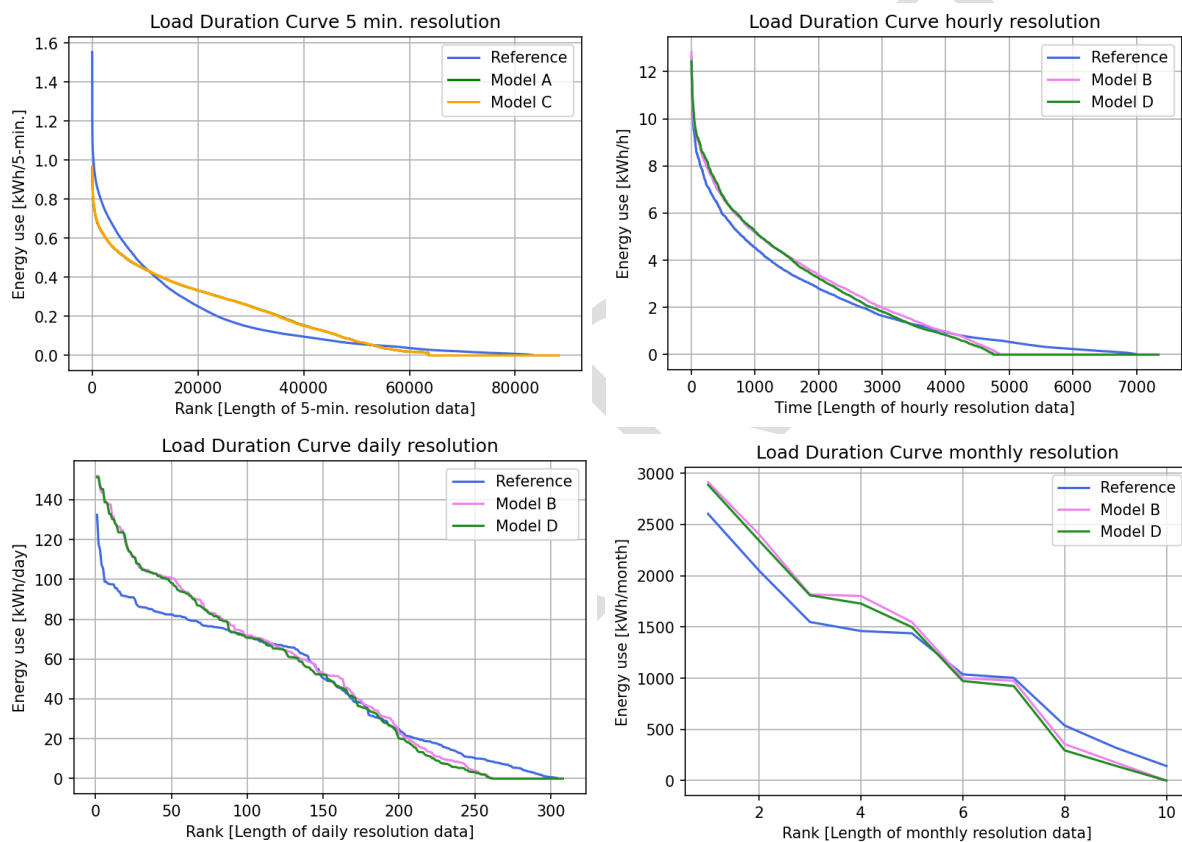 Load Duration Curve 5 min. resolution
Energy use [kWh/5-min.]
1.6
1.4
1.2
1.0
0.8
0.6
0.4
0.2
0.0
Reference
Model A
Model C
0 20000 40000 60000 80000
Rank [Length of 5-min. resolution data]
Load Duration Curve hourly resolution
Energy use [kWh/h]
12
10
8
6
4
2
0
Reference
Model B
Model D
0 1000 2000 3000 4000 5000 6000 7000
Time [Length of hourly resolution data]
Load Duration Curve daily resolution
Energy use [kWh/day]
140
120
100
80
60
40
20
0
Reference
Model B
Model D
0 50 100 150 200 250 300
Rank [Length of daily resolution data]
Load Duration Curve monthly resolution
Energy use [kWh/month]
3000
2500
2000
1500
1000
500
0
Reference
Model B
Model D
2 4 6 8 10
Rank [Length of monthly resolution data]